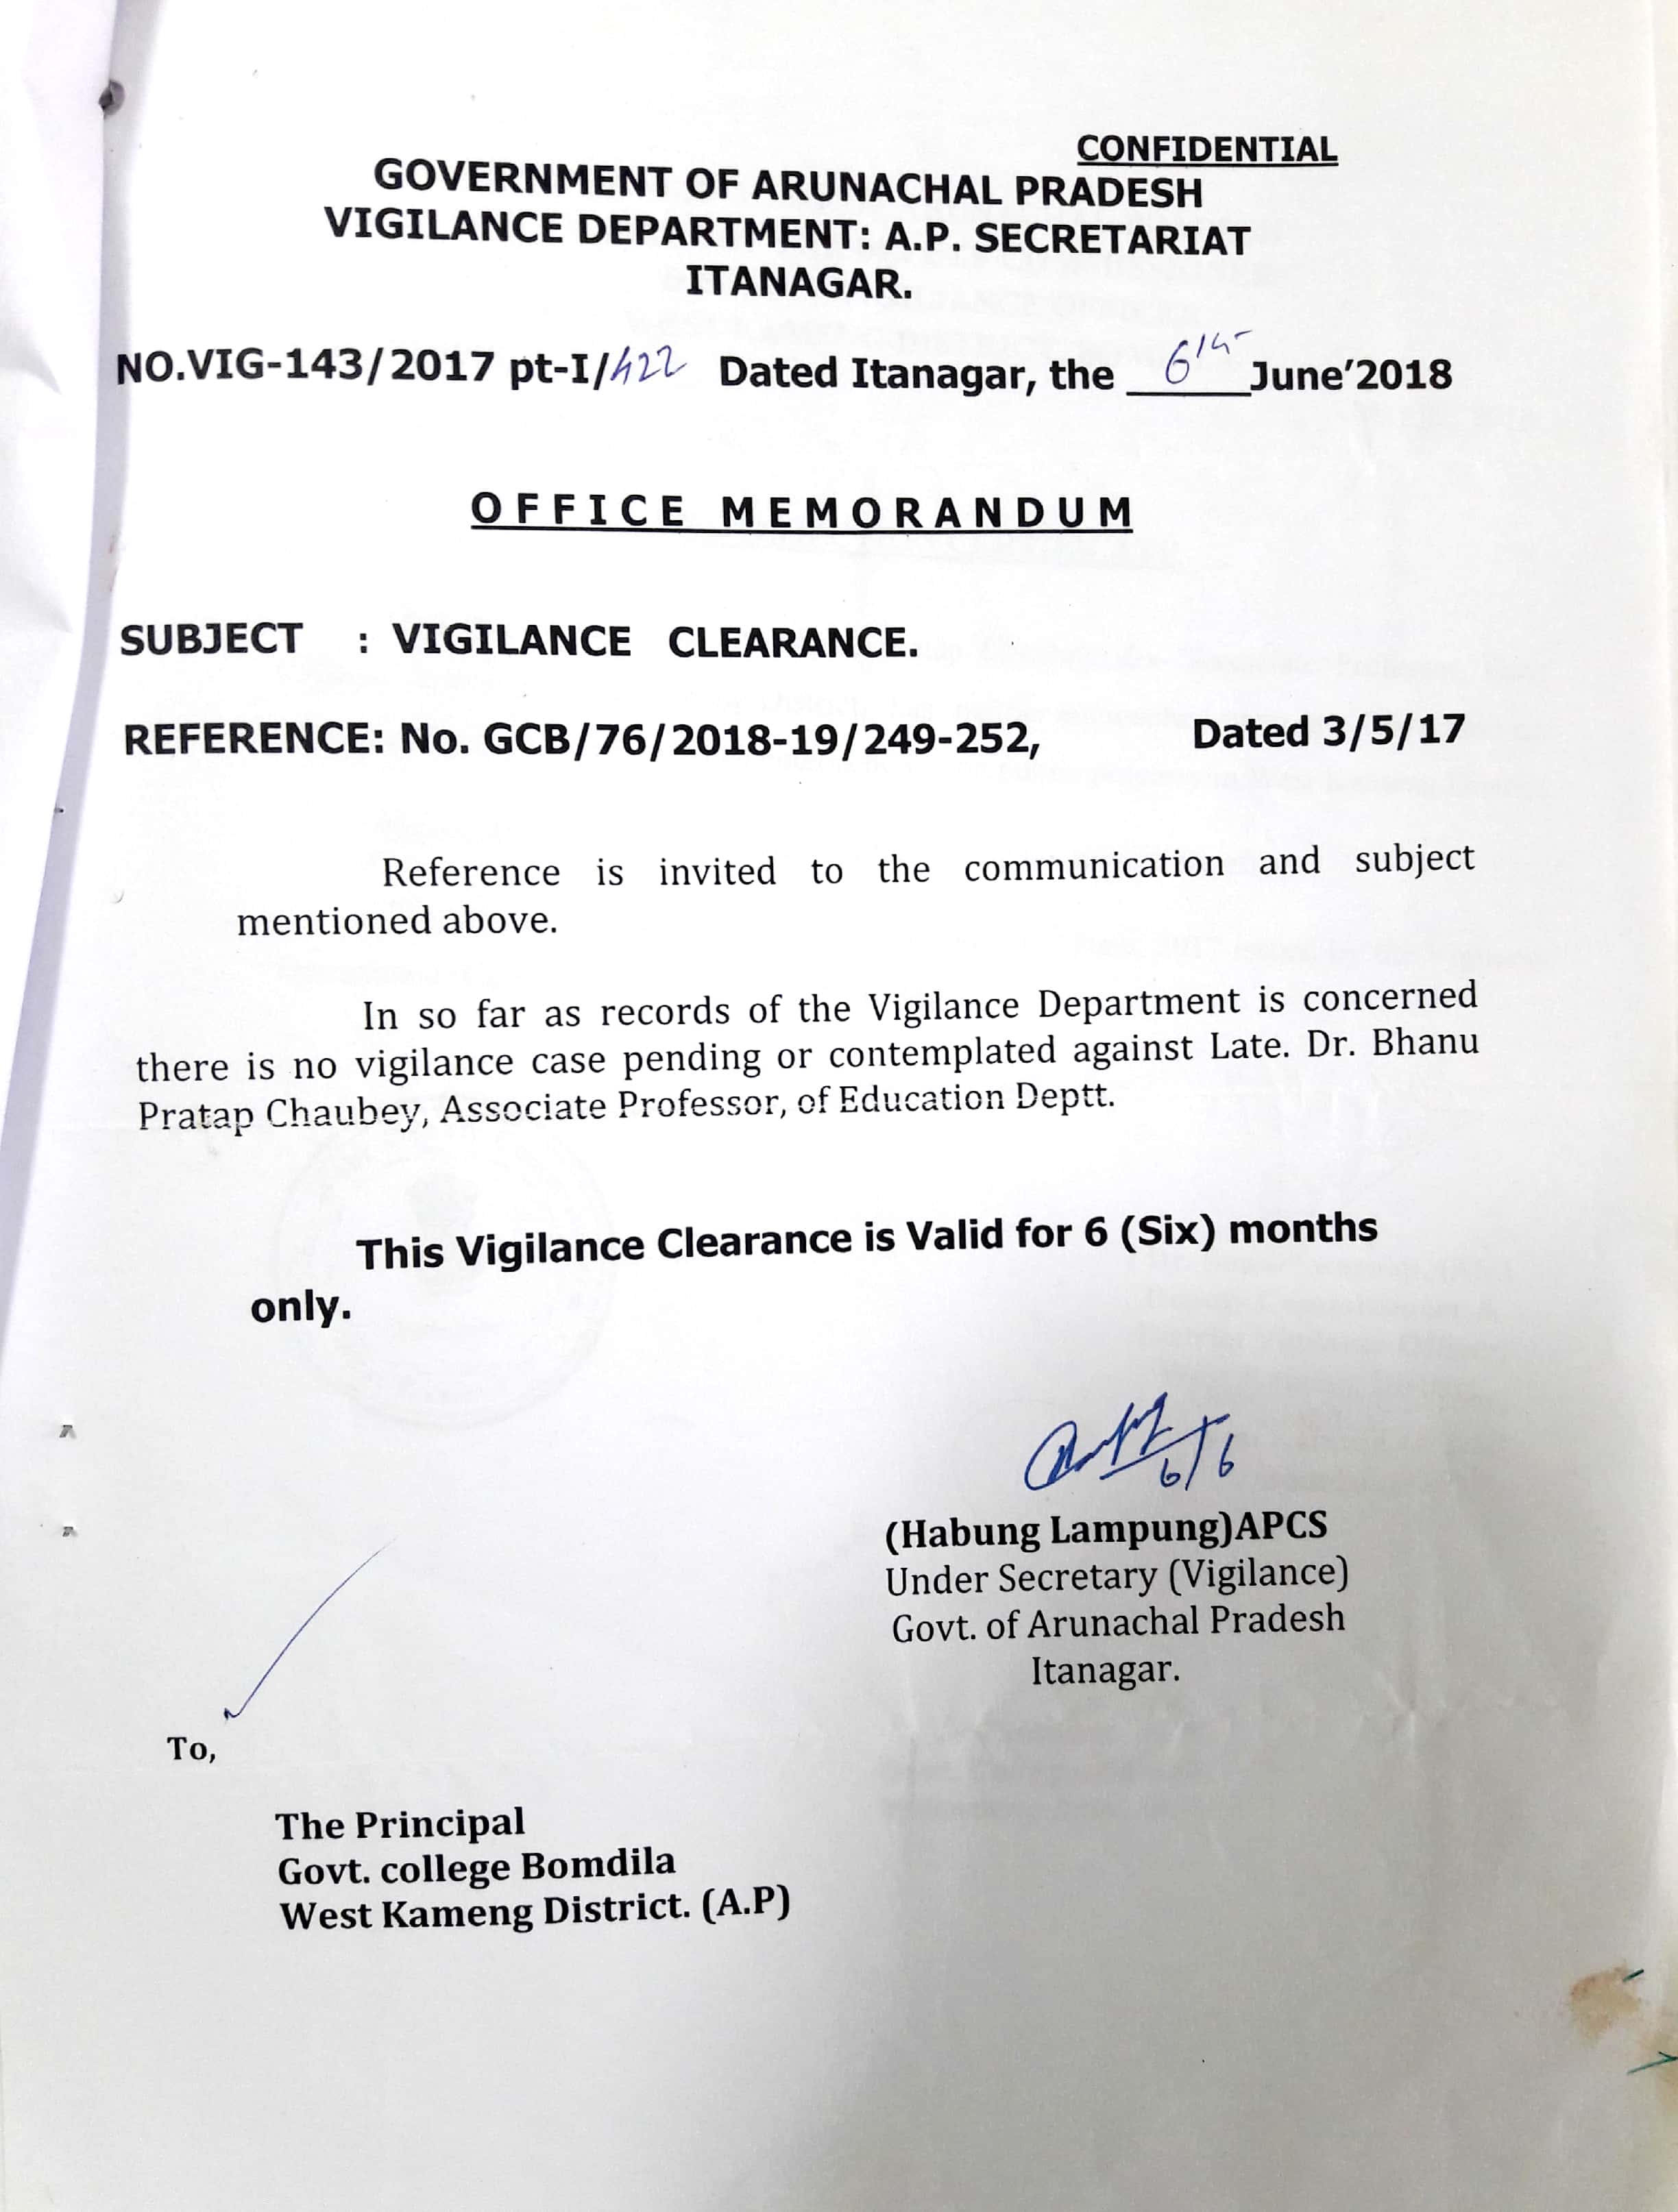 CONFIDENTIAL
GOVERNMENT OF ARUNACHAL PRADESH
VIGILANCE DEPARTMENT: A.P. SECRETARIAT
ITANAGAR.
NO.VIG-143/2017 pt-I/422 Dated Itanagar, the 6th June'2018
OFFICE MEMORANDUM
SUBJECT : VIGILANCE CLEARANCE.
REFERENCE: No. GCB/76/2018-19/249-252, Dated 3/5/17
Reference is invited to the communication and subject
mentioned above.
In so far as records of the Vigilance Department is concerned
there is no vigilance case pending or contemplated against Late. Dr. Bhanu
Pratap Chaubey, Associate Professor, of Education Deptt.
This Vigilance Clearance is Valid for 6 (Six) months
only.
6/6
(Habung Lampung)APCS
Under Secretary (Vigilance)
Govt. of Arunachal Pradesh
Itanagar.
To,
The Principal
Govt. college Bomdila
West Kameng District. (A.P)